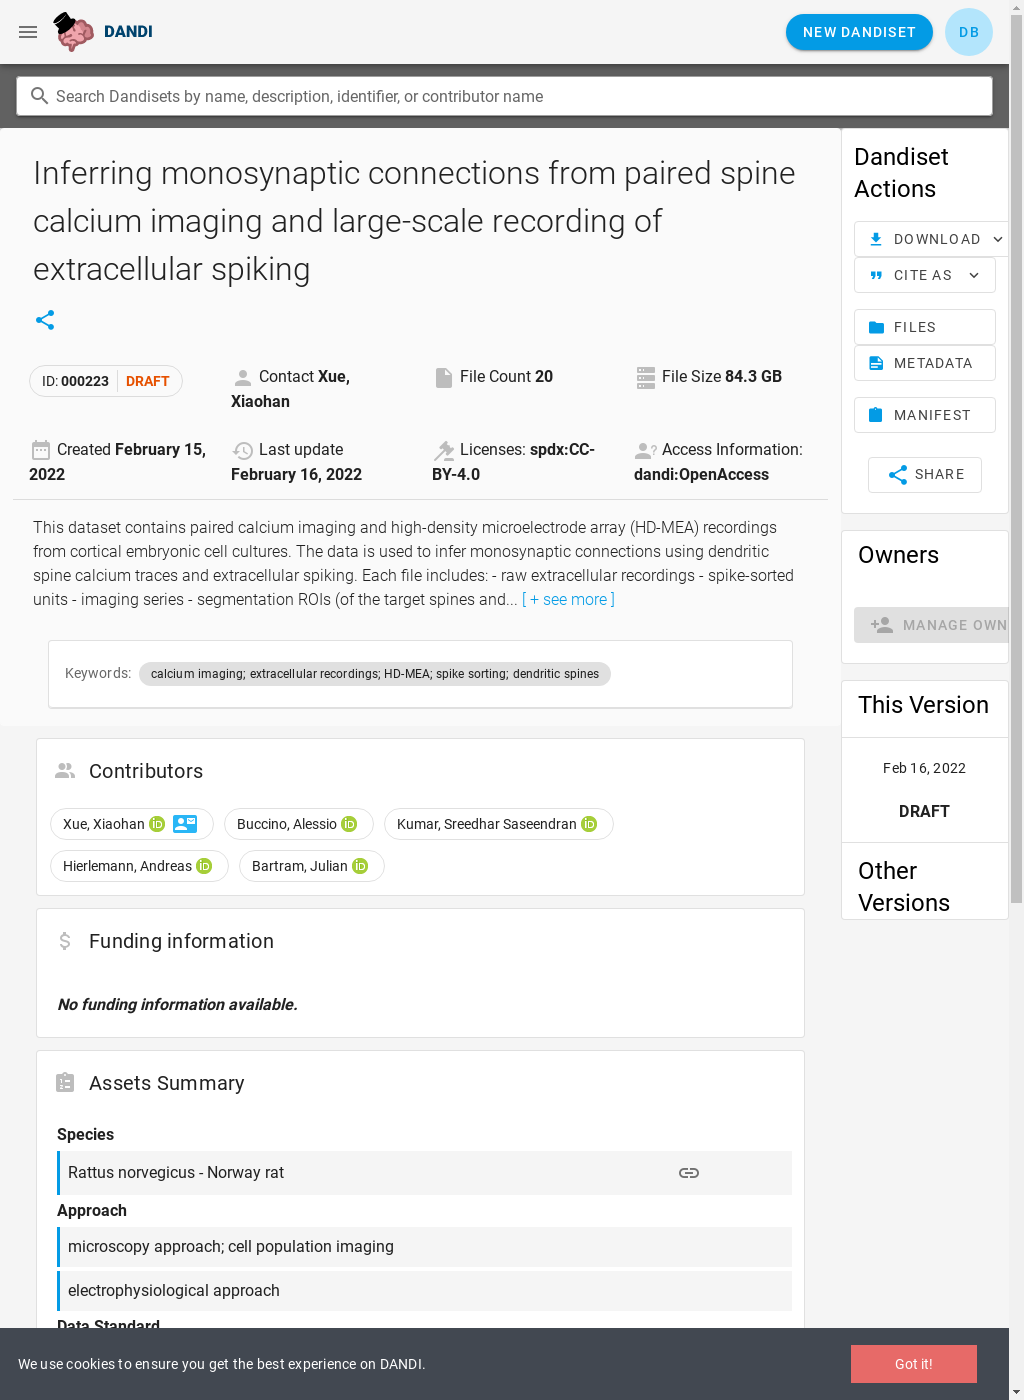 DANDI
NEW DANDISET
DB
Search Dandisets by name, description, identifier, or contributor name
Inferring monosynaptic connections from paired spine
calcium imaging and large-scale recording of
extracellular spiking
ID: 000223 DRAFT
Contact Xue,
Xiaohan
File Count 20
File Size 84.3 GB
Created February 15,
2022
Last update
February 16, 2022
Licenses: spdx:CC-
BY-4.0
Access Information:
dandi:OpenAccess
This dataset contains paired calcium imaging and high-density microelectrode array (HD-MEA) recordings
from cortical embryonic cell cultures. The data is used to infer monosynaptic connections using dendritic
spine calcium traces and extracellular spiking. Each file includes: - raw extracellular recordings - spike-sorted
units - imaging series - segmentation ROIs (of the target spines and... [ + see more ]
Keywords: calcium imaging; extracellular recordings; HD-MEA; spike sorting; dendritic spines
Contributors
Xue, Xiaohan iD
Buccino, Alessio iD
Kumar, Sreedhar Saseendran iD
Hierlemann, Andreas iD
Bartram, Julian iD
Funding information
No funding information available.
Assets Summary
Species
Rattus norvegicus - Norway rat
Approach
microscopy approach; cell population imaging
electrophysiological approach
Data Standard
Dandiset
Actions
DOWNLOAD
CITE AS
FILES
METADATA
MANIFEST
SHARE
Owners
MANAGE OWN
This Version
Feb 16, 2022
DRAFT
Other
Versions
We use cookies to ensure you get the best experience on DANDI.
Got it!